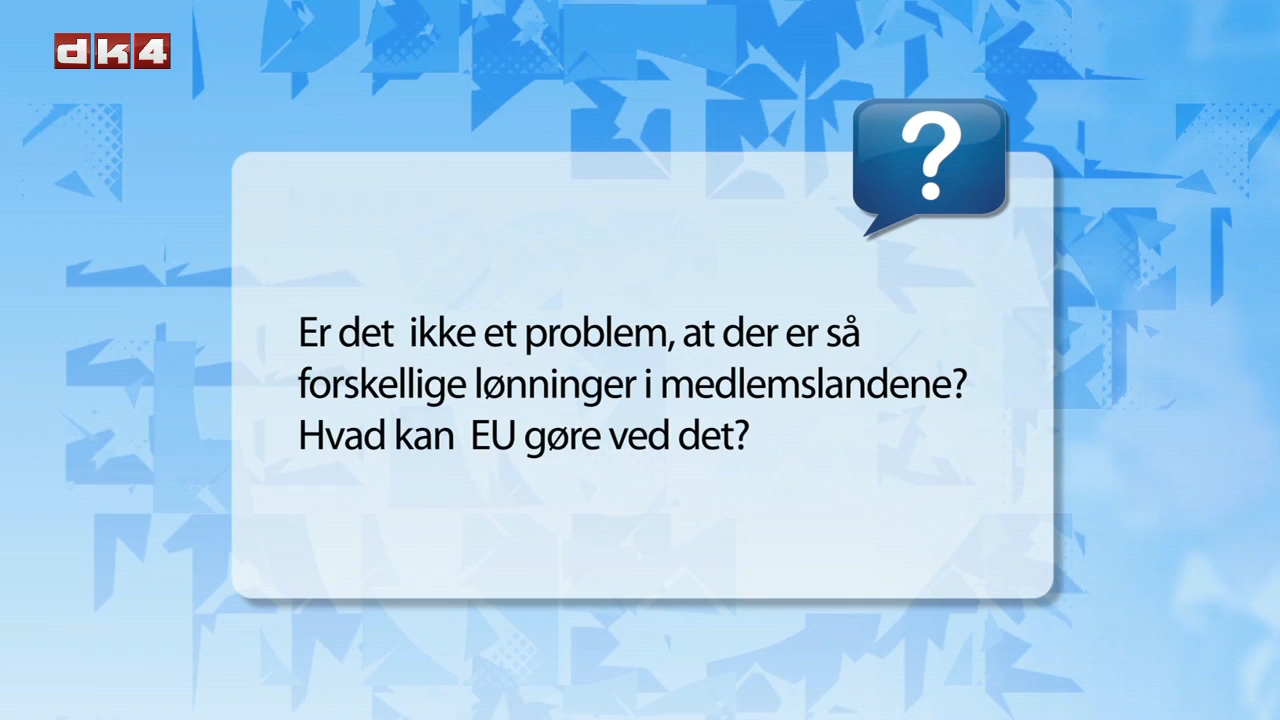 dk4
?
Er det  ikke et problem, at der er så
forskellige lønninger i medlemslandene?
Hvad kan  EU gøre ved det?